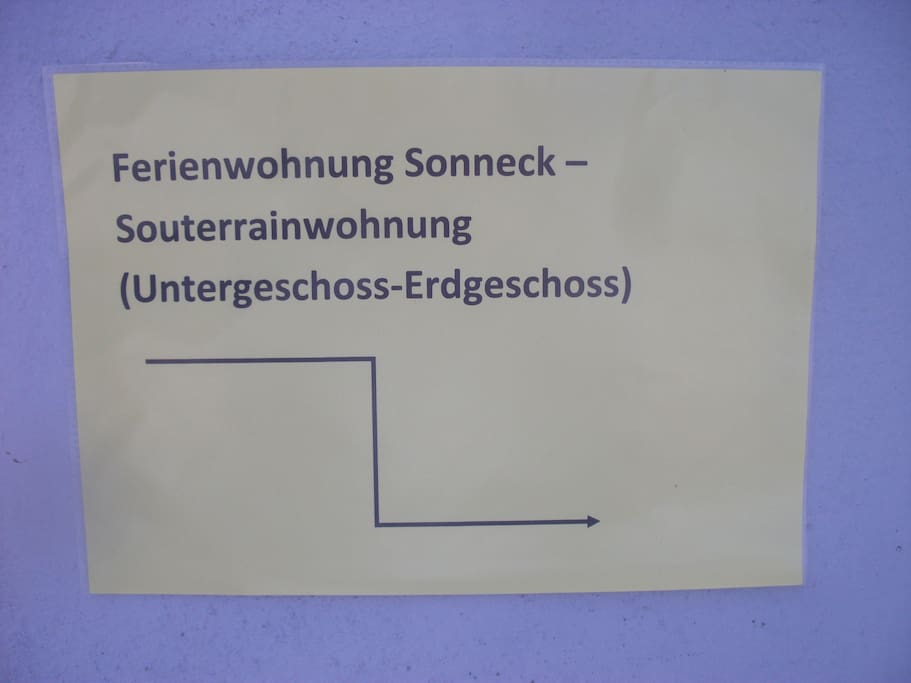 Ferienwohnung Sonneck –
Souterrainwohnung
(Untergeschoss-Erdgeschoss)